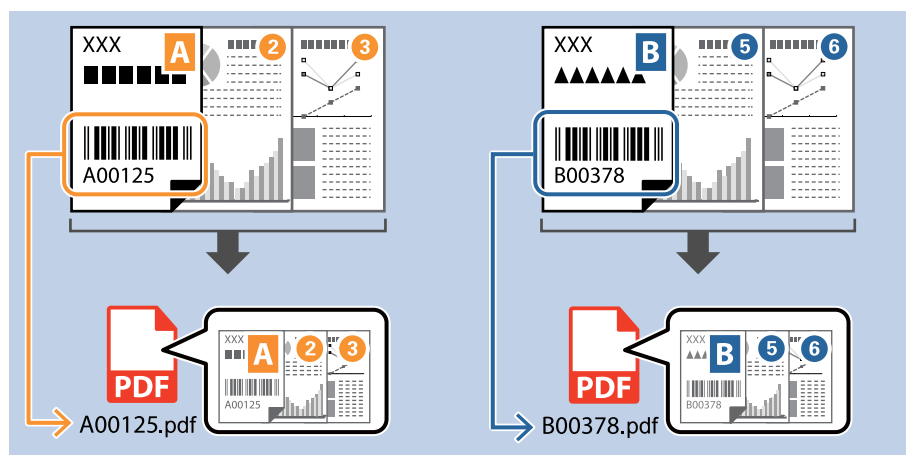 XXX
A
2
3
A00125
XXX
B
5
6
B00378
PDF
XXX
A
2
3
A00125
A00125.pdf
PDF
XXX
B
5
6
B00378
B00378.pdf